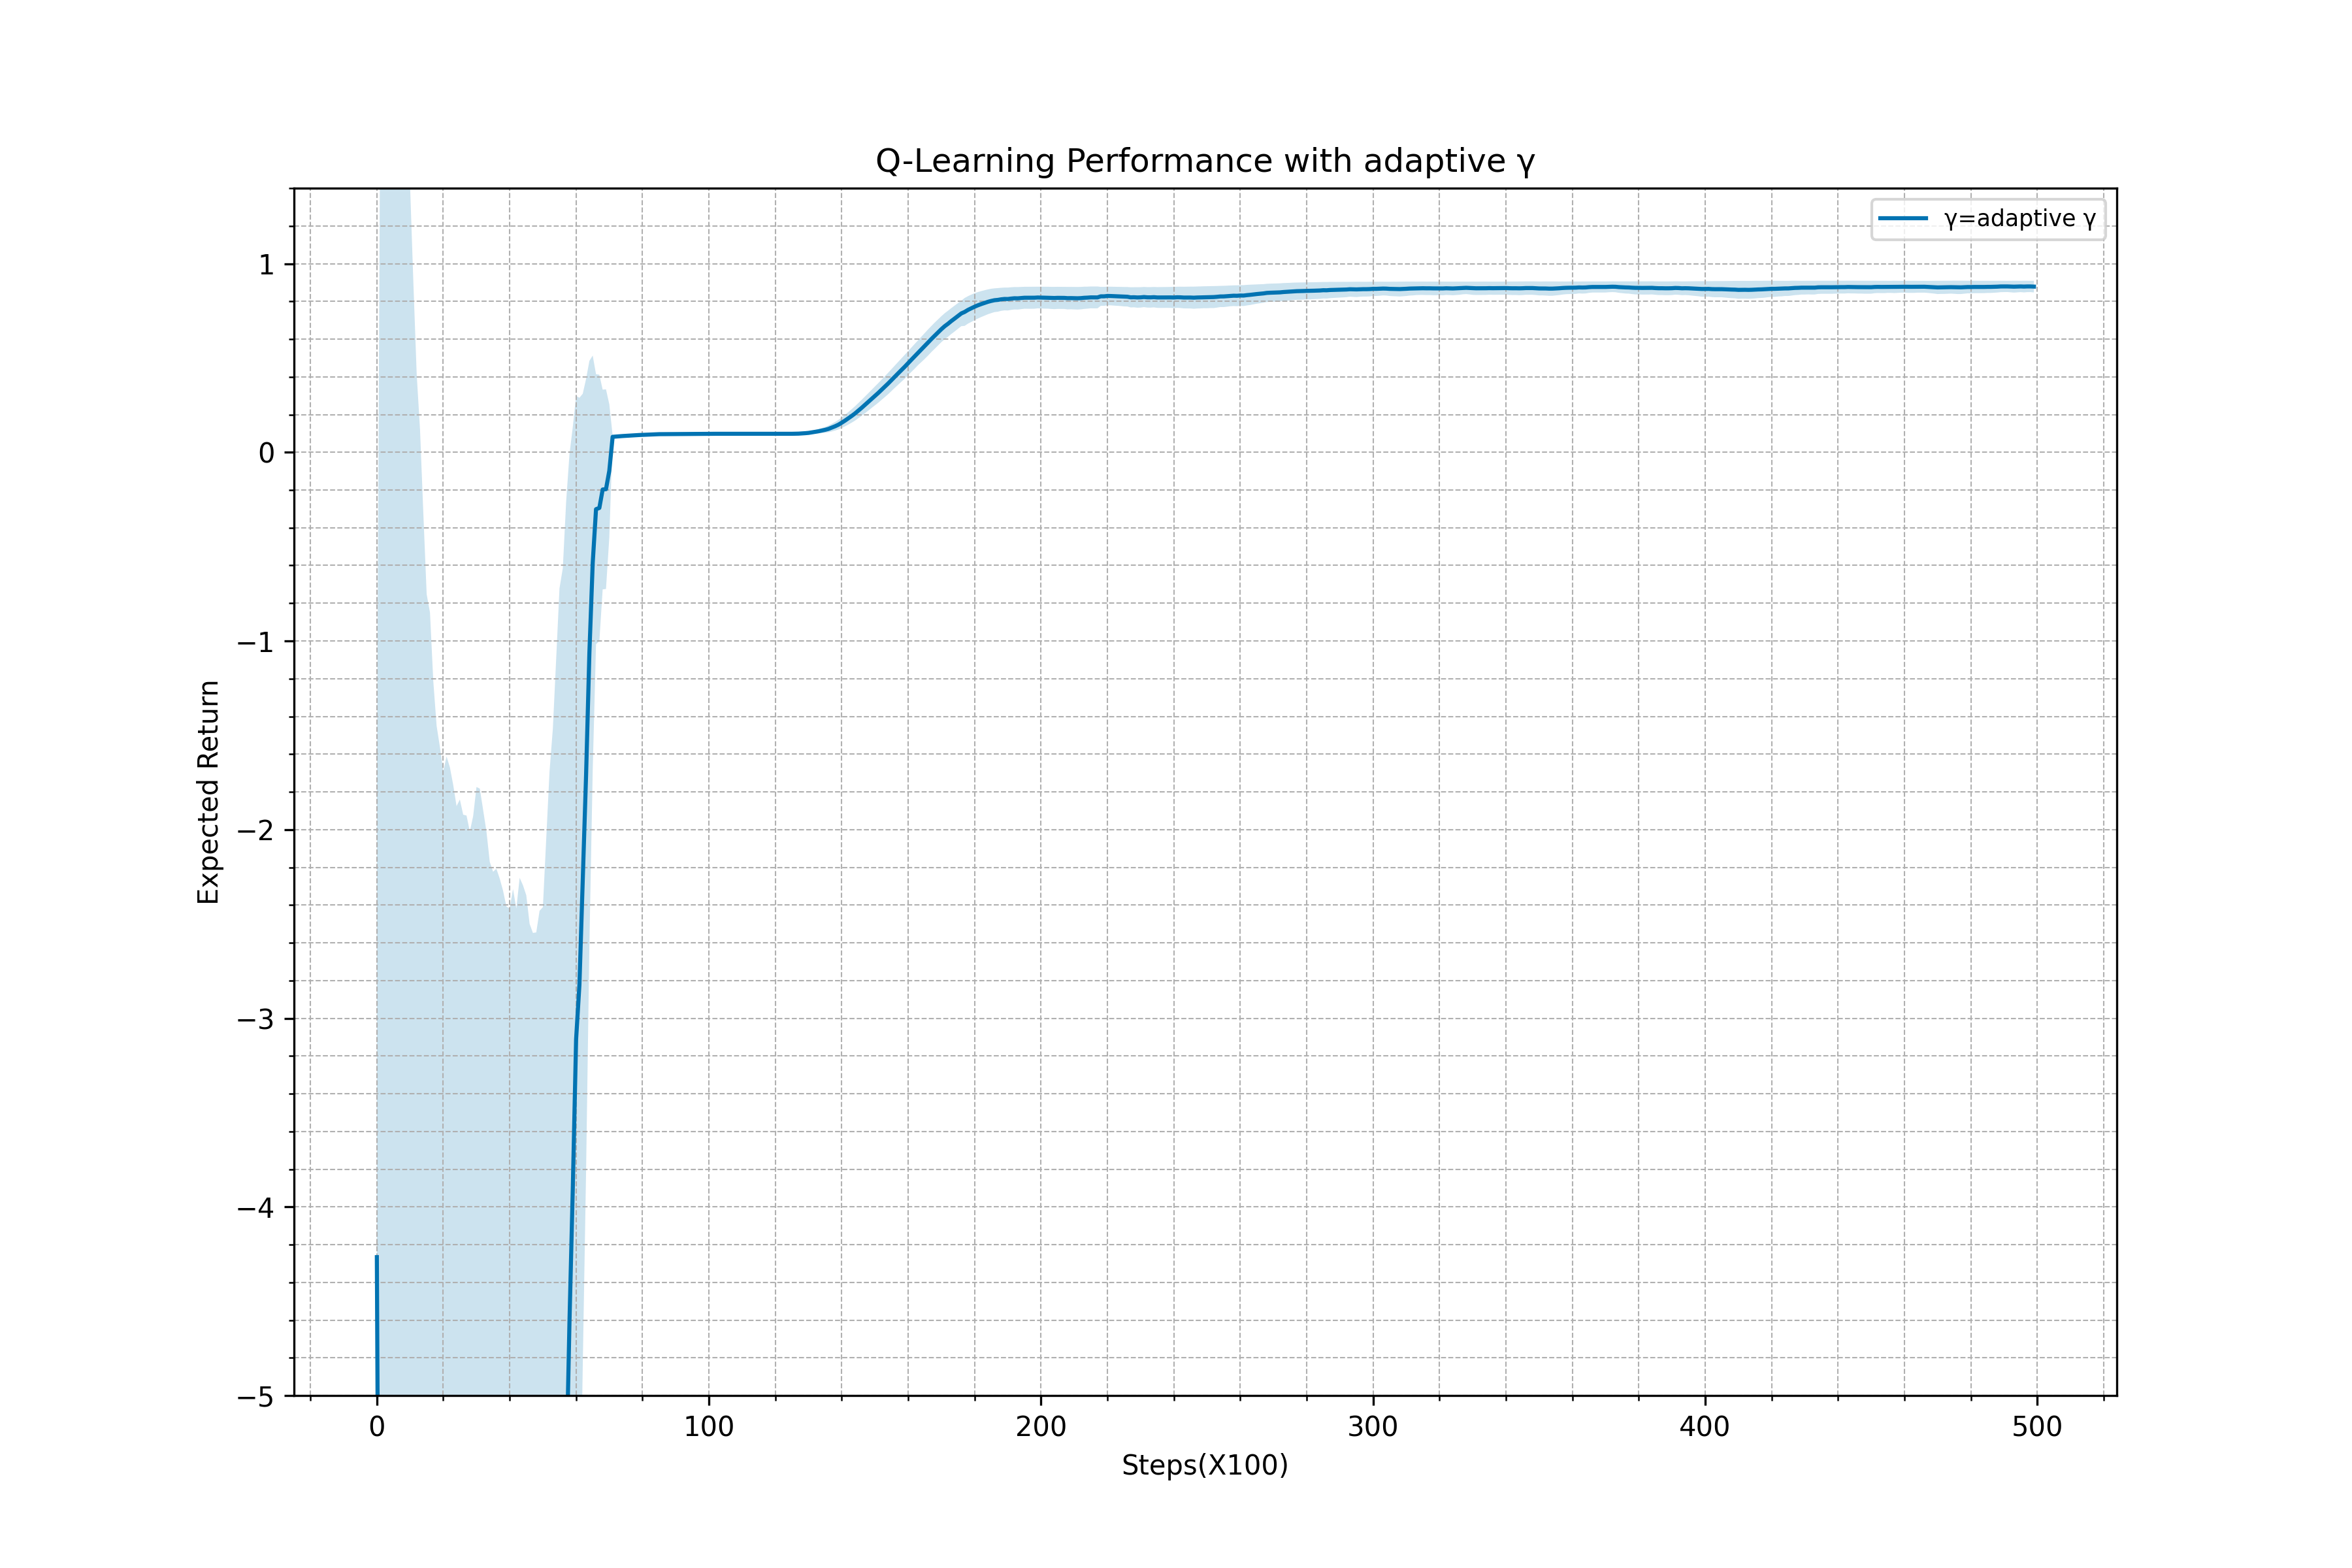 Q-Learning Performance with adaptive γ
γ=adaptive γ
1
0
−1
−2
−3
−4
−5
Expected Return
0 100 200 300 400 500
Steps(X100)